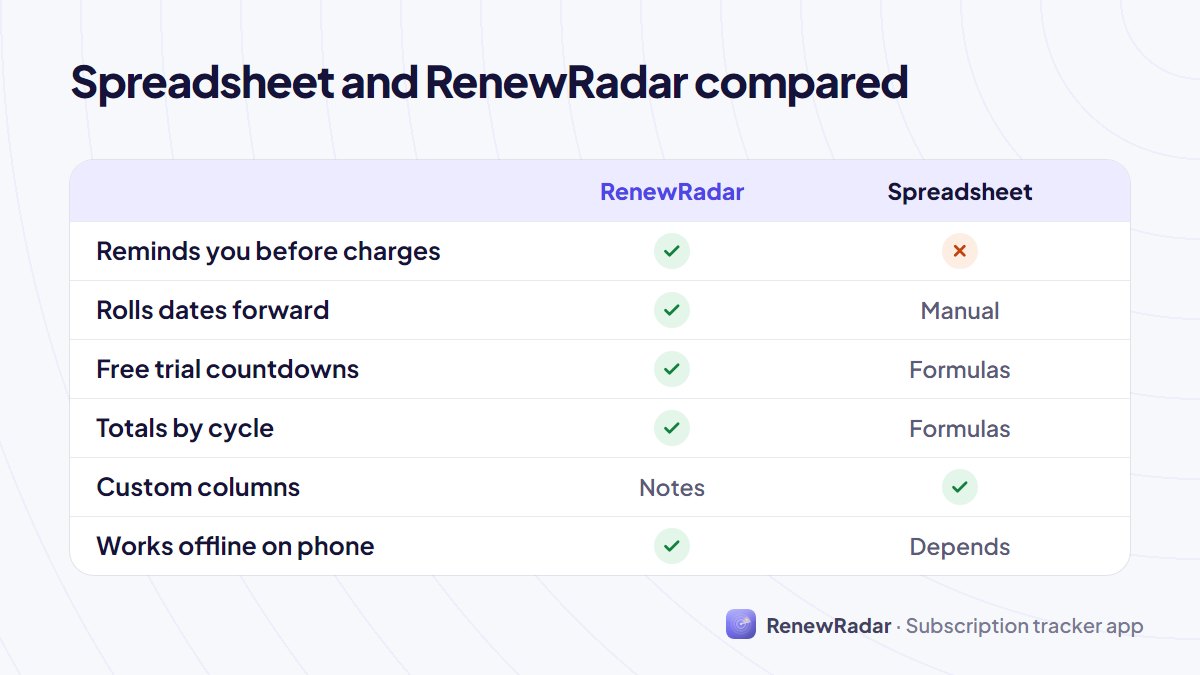 Spreadsheet and RenewRadar compared
RenewRadar Spreadsheet
Reminds you before charges
Rolls dates forward Manual
Free trial countdowns Formulas
Totals by cycle Formulas
Custom columns Notes
Works offline on phone Depends
RenewRadar · Subscription tracker app